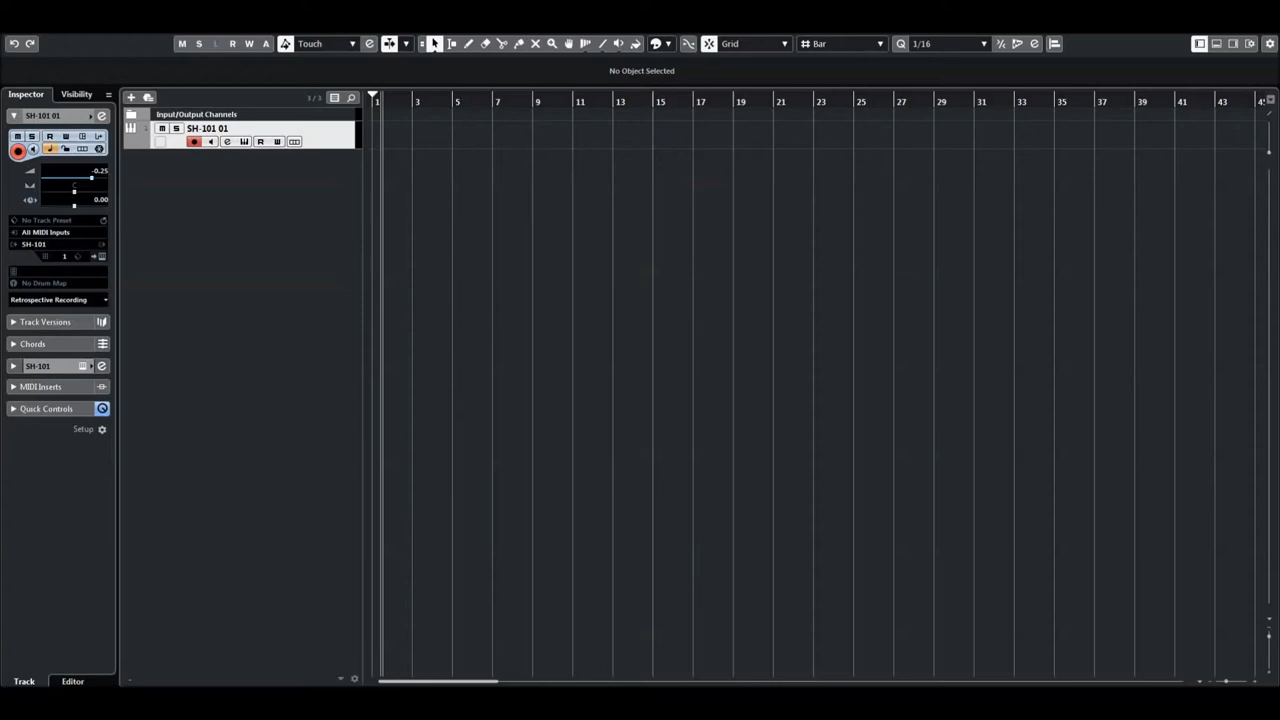 M S L R W A Touch Grid Bar Q 1/16
No Object Selected
Inspector Visibility
3 / 3
1 3 5 7 9 11 13 15 17 19 21 23 25 27 29 31 33 35 37 39 41 43
SH-101 01
Input/Output Channels
1 M S SH-101 01
M S R W
R W
-0.25
C
0.00
No Track Preset
All MIDI Inputs
SH-101
1
No Drum Map
Retrospective Recording
Track Versions
Chords
SH-101
MIDI Inserts
Quick Controls
Setup
Track Editor